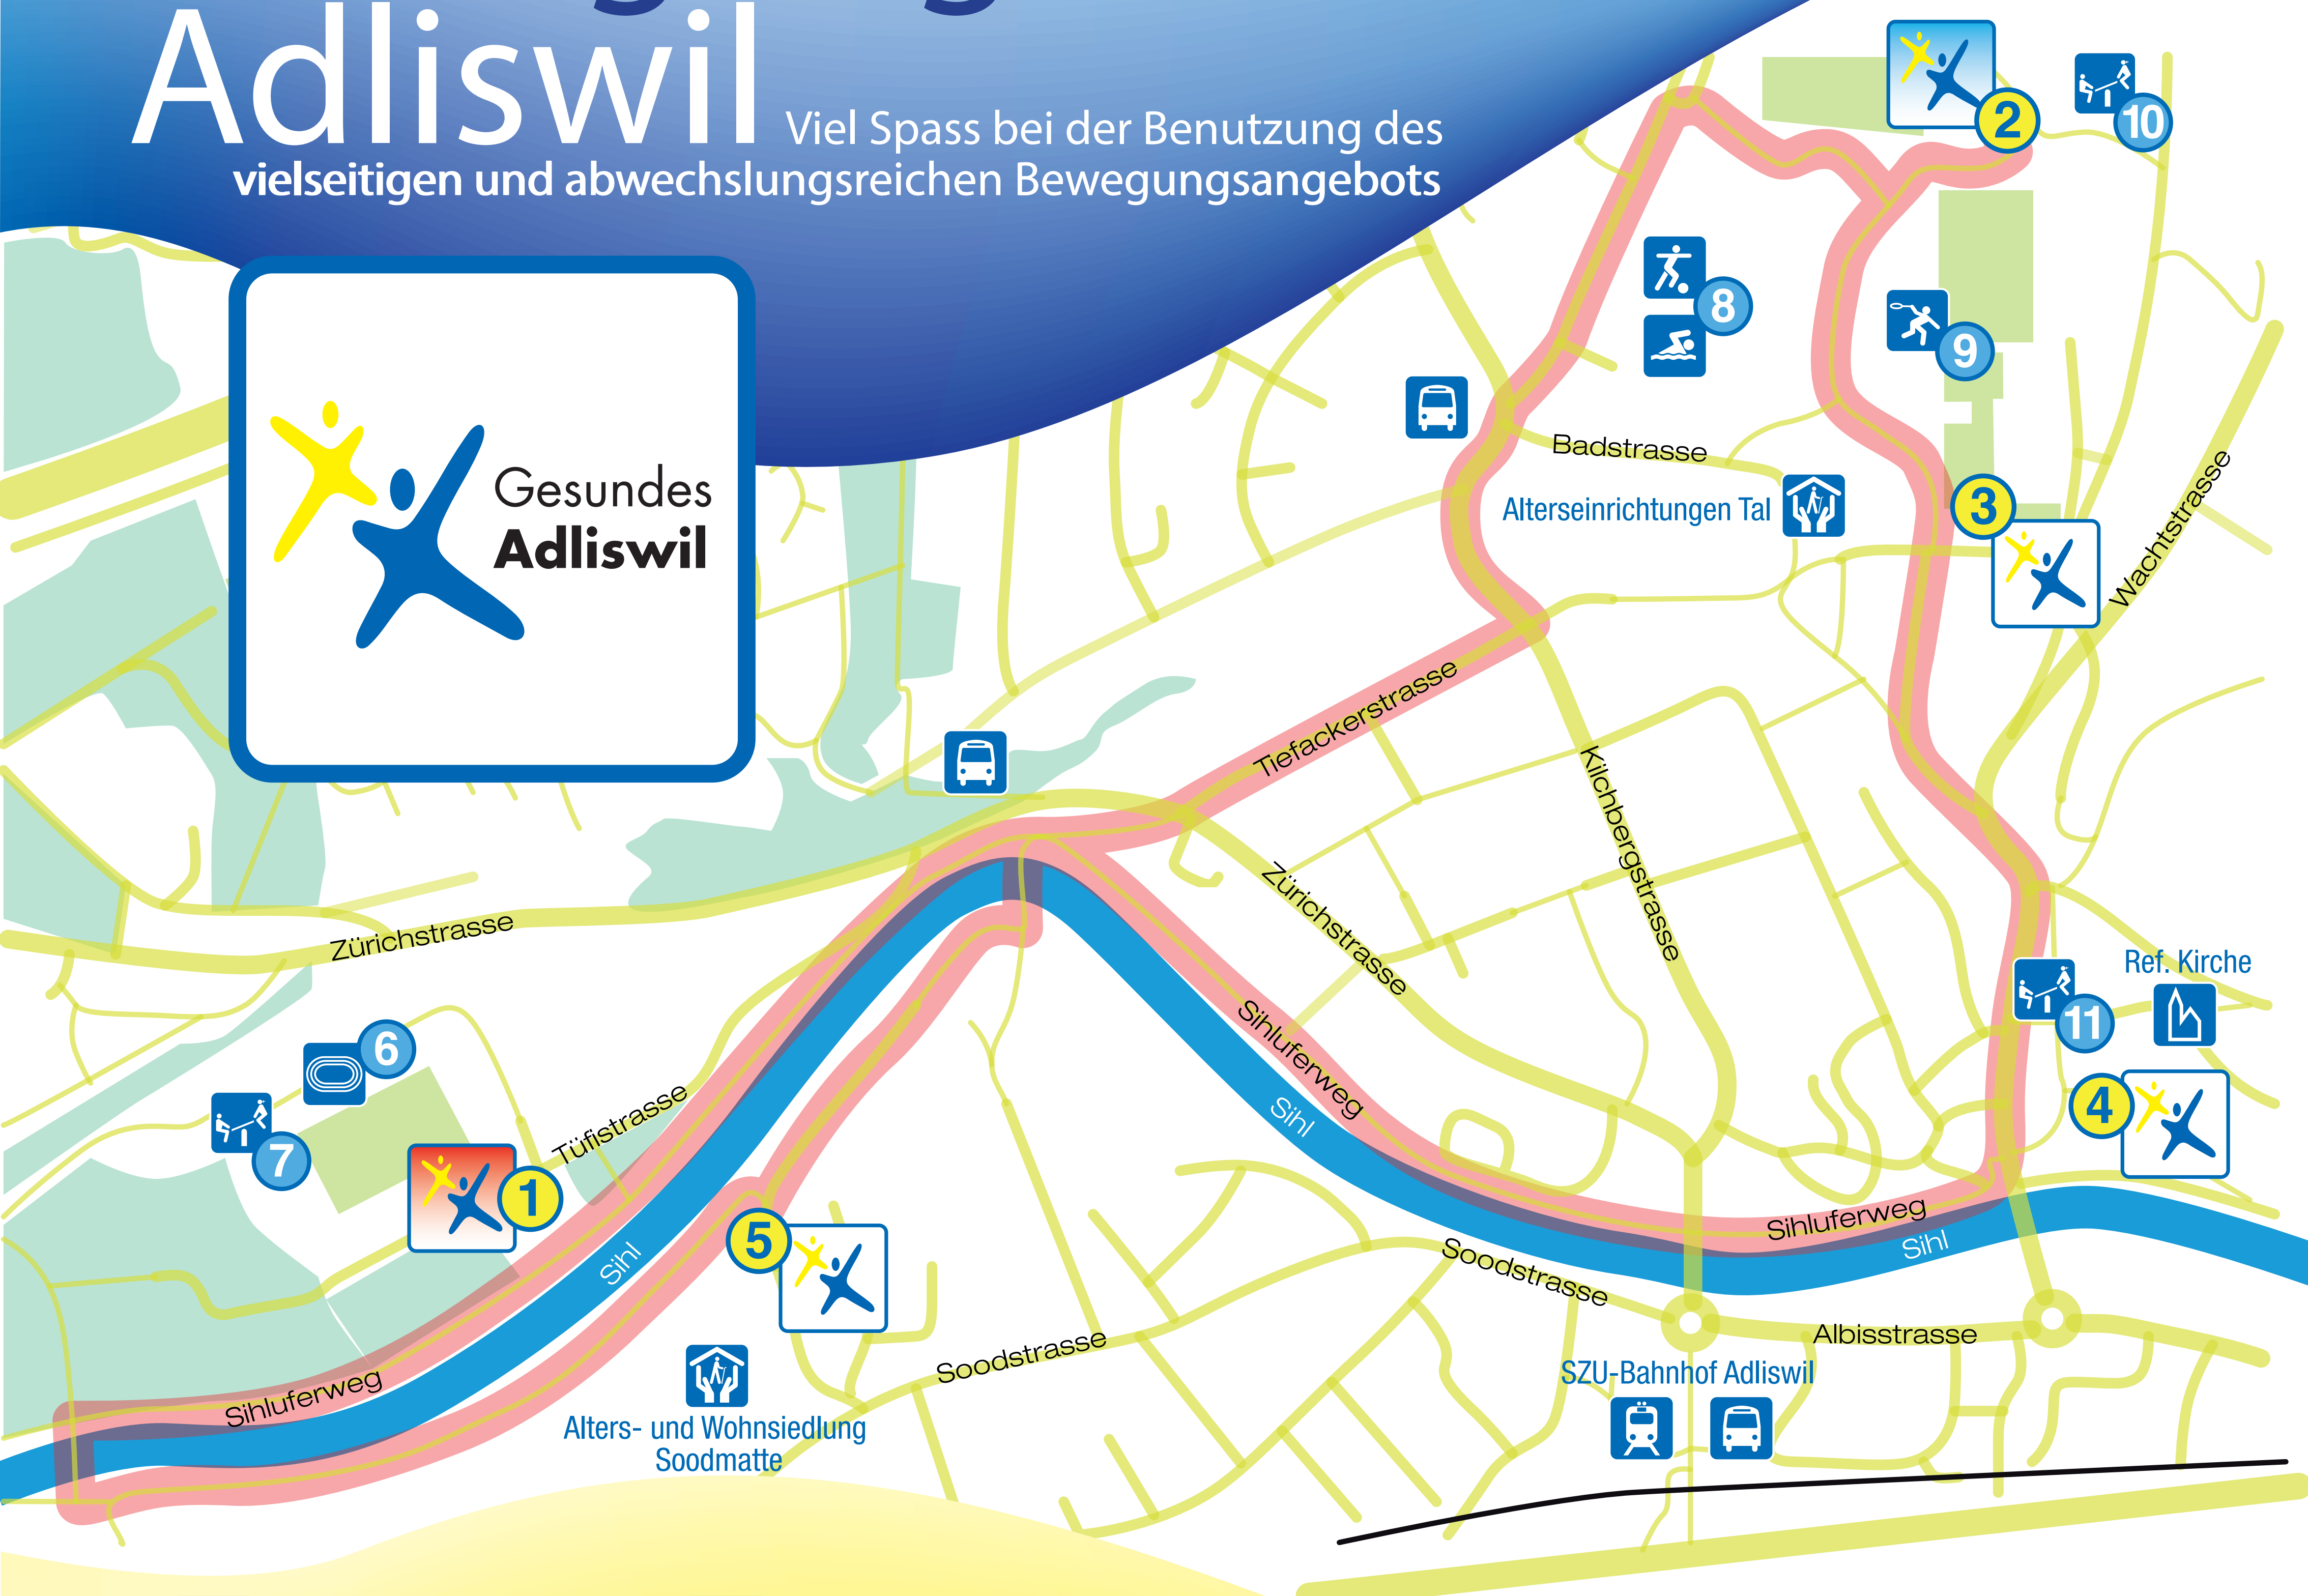 Adliswil
Viel Spass bei der Benutzung des
vielseitigen und abwechslungsreichen Bewegungsangebots
Gesundes
Adliswil
2
10
8
9
Badstrasse
Alterseinrichtungen Tal
3
Wachtstrasse
Tiefackerstrasse
Kilchbergstrasse
Zürichstrasse
Zürichstrasse
Ref. Kirche
11
4
Sihluferweg
Sihl
6
7
Tüfistrasse
1
5
Sihl
Sihluferweg
Sihl
Soodstrasse
Soodstrasse
Albisstrasse
SZU-Bahnhof Adliswil
Sihluferweg
Alters- und Wohnsiedlung
Soodmatte